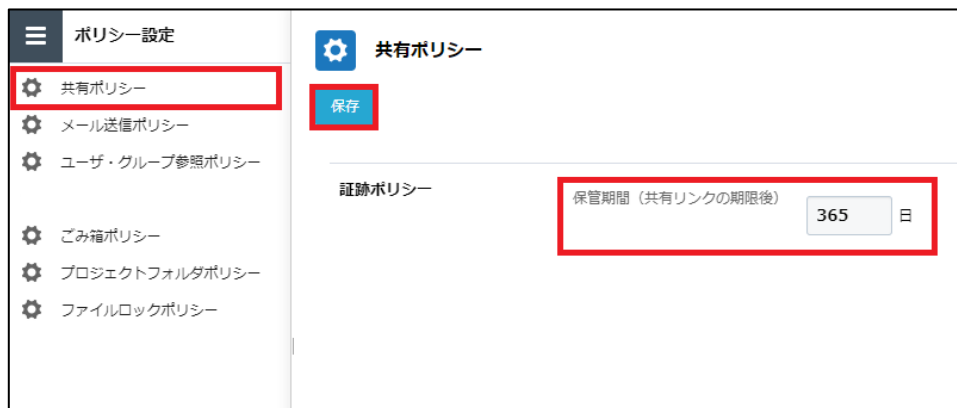 ポリシー設定
共有ポリシー
メール送信ポリシー
ユーザ・グループ参照ポリシー
ごみ箱ポリシー
プロジェクトフォルダポリシー
ファイルロックポリシー
共有ポリシー
保存
証跡ポリシー
保管期間（共有リンクの期限後）
365 日